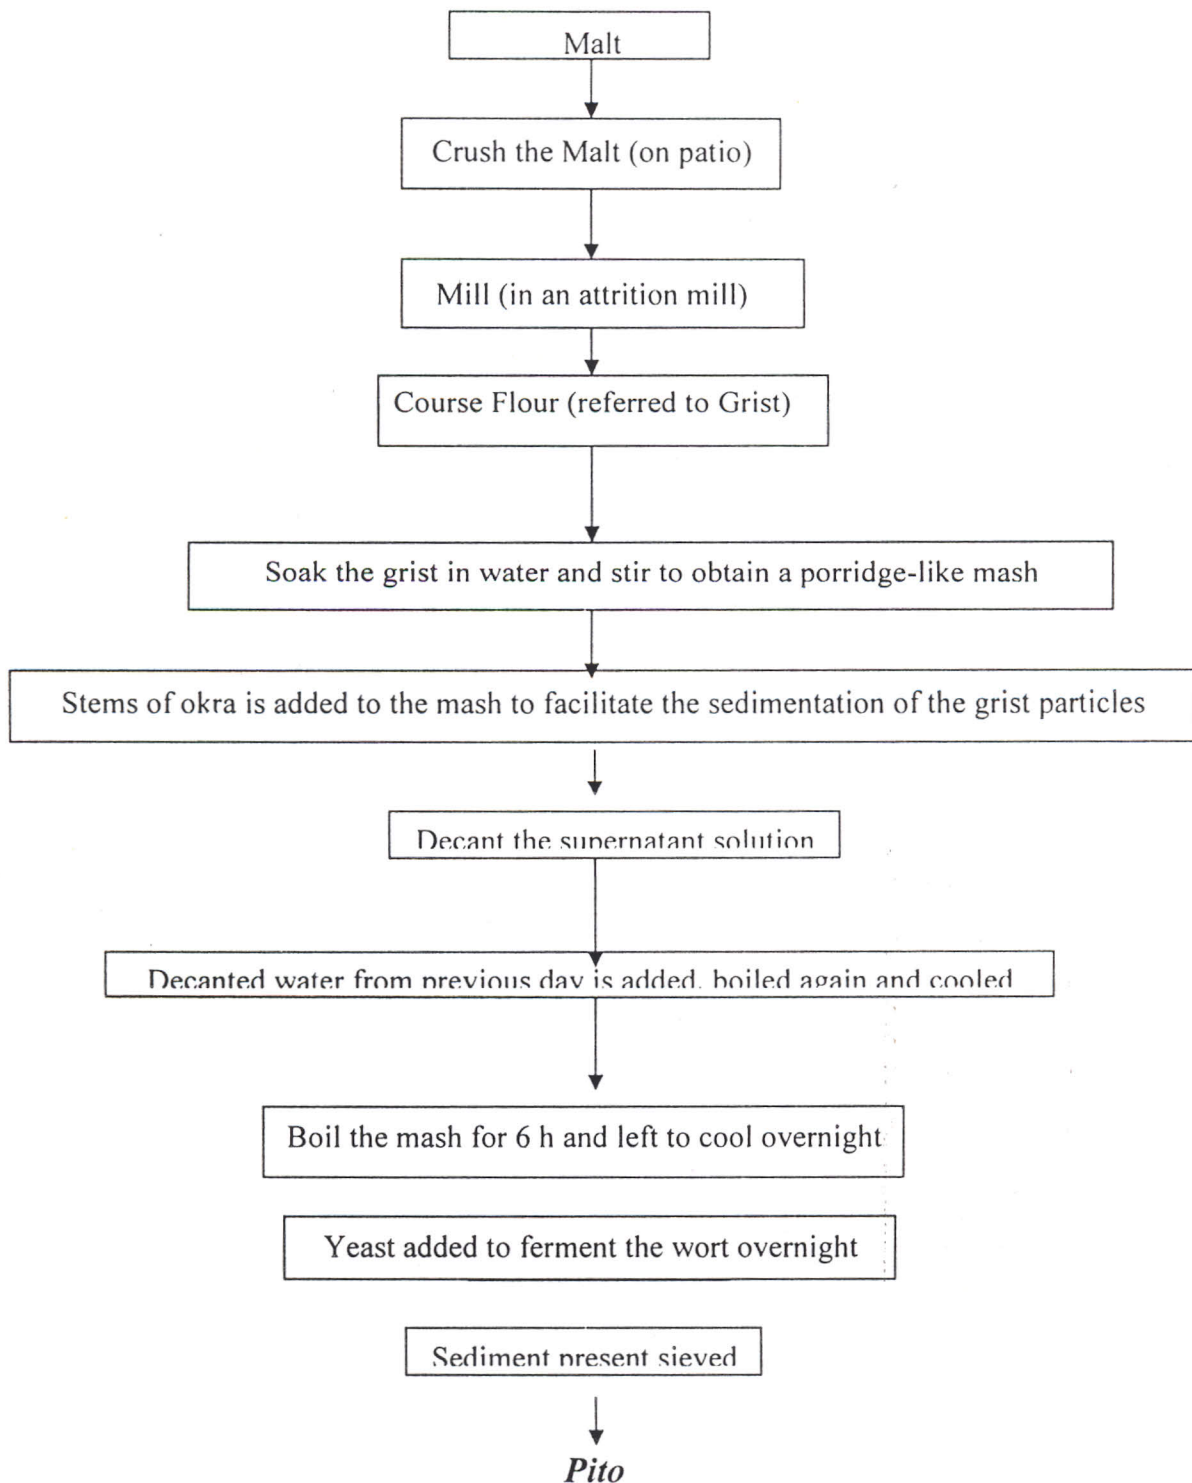 Malt
Crush the Malt (on patio)
Mill (in an attrition mill)
Course Flour (referred to Grist)
Soak the grist in water and stir to obtain a porridge-like mash
Stems of okra is added to the mash to facilitate the sedimentation of the grist particles
Decant the supernatant solution
Decanted water from previous day is added, boiled again and cooled
Boil the mash for 6 h and left to cool overnight
Yeast added to ferment the wort overnight
Sediment present sieved
Pito